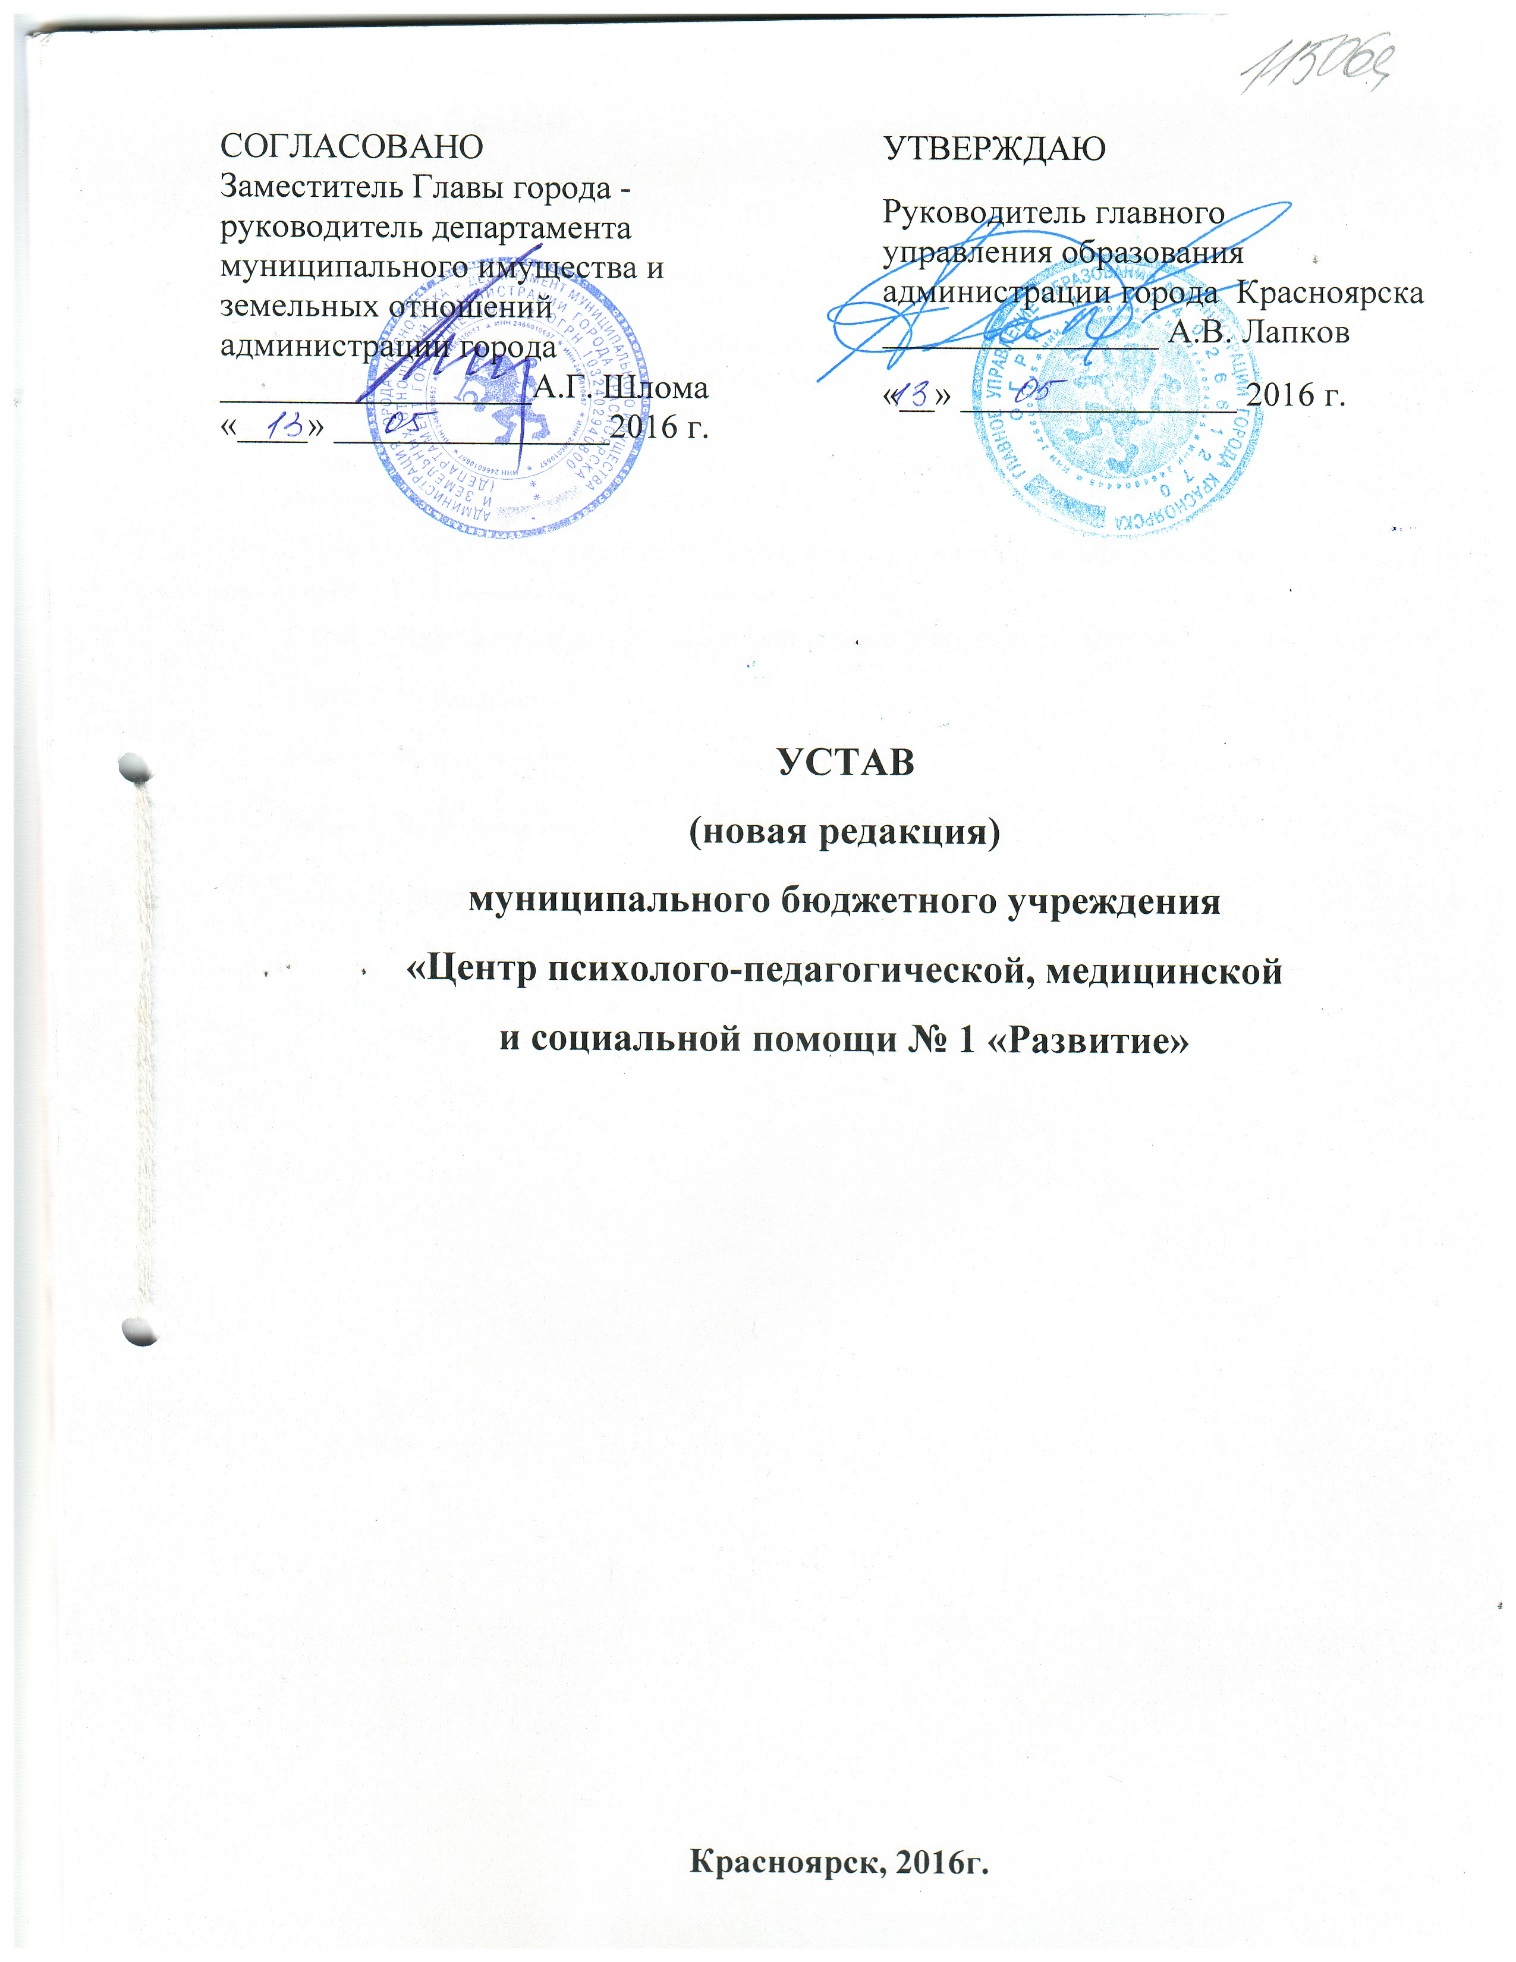 СОГЛАСОВАНО
Заместитель Главы города -
руководитель департамента
муниципального имущества и
земельных отношений
администрации города
__________________А.Г. Шлома
«13» 05 2016 г.
УТВЕРЖДАЮ
Руководитель главного
управления образования
администрации города Красноярска
________________ А.В. Лапков
«13» 05 2016 г.
УСТАВ
(новая редакция)
муниципального бюджетного учреждения
«Центр психолого-педагогической, медицинской
и социальной помощи № 1 «Развитие»
Красноярск, 2016г.